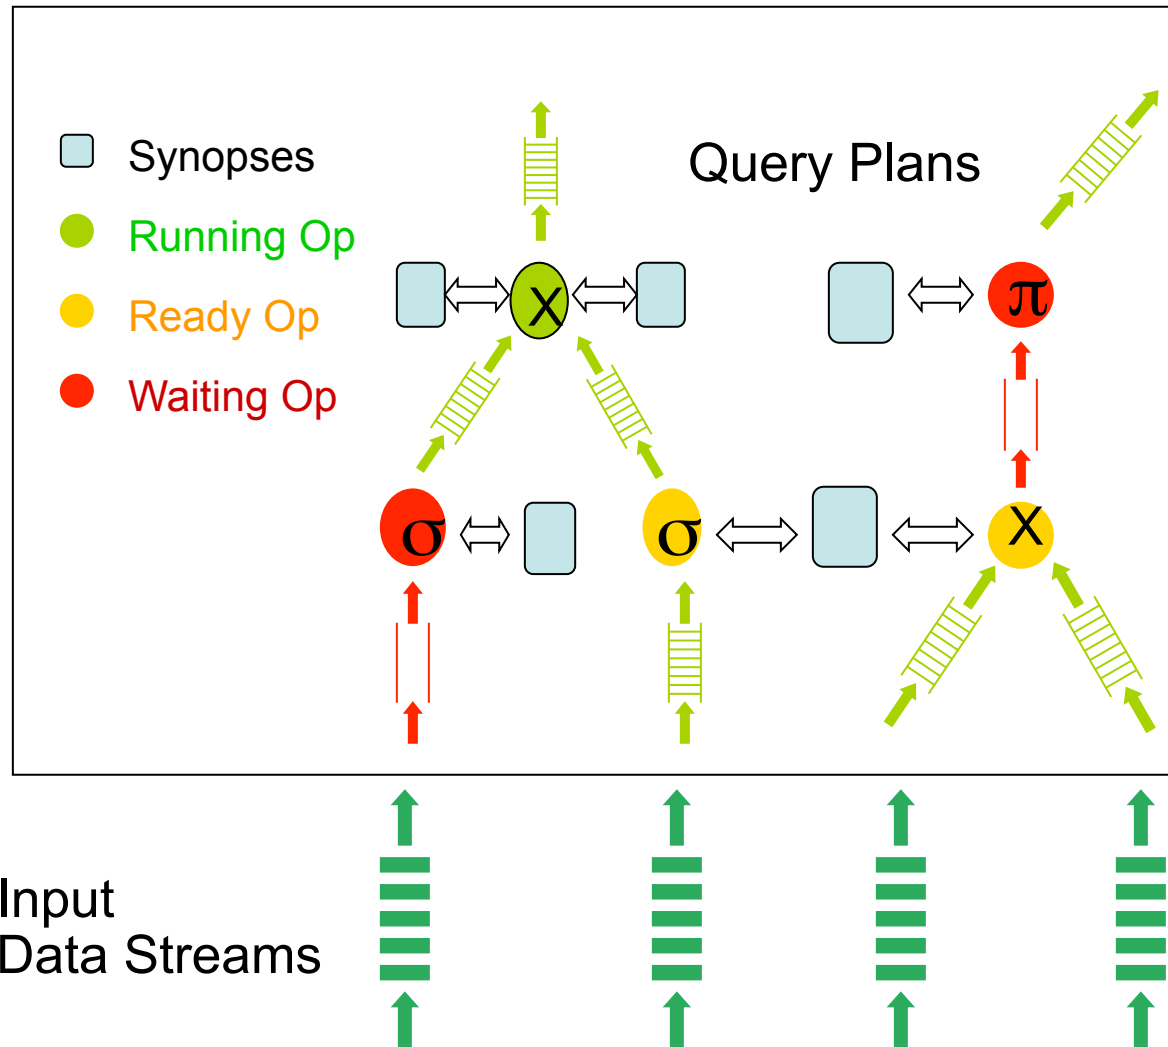 Synopses
Query Plans
Running Op
Ready Op
Waiting Op
X
π
σ
σ
X
Input
Data Streams